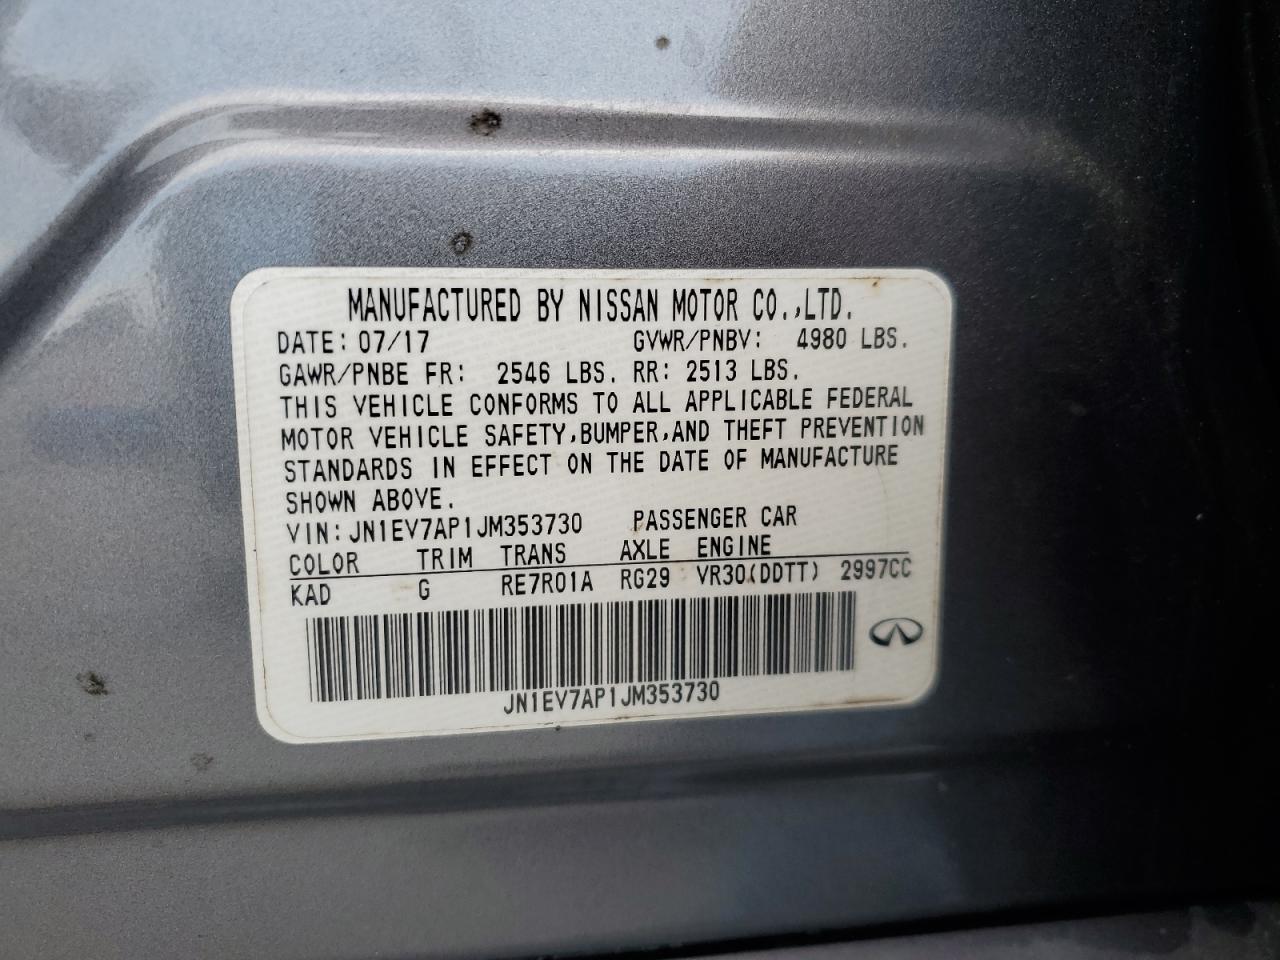 MANUFACTURED BY NISSAN MOTOR CO.,LTD.
DATE: 07/17 GVWR/PNBV: 4980 LBS.
GAWR/PNBE FR: 2546 LBS. RR: 2513 LBS.
THIS VEHICLE CONFORMS TO ALL APPLICABLE FEDERAL
MOTOR VEHICLE SAFETY,BUMPER,AND THEFT PREVENTION
STANDARDS IN EFFECT ON THE DATE OF MANUFACTURE
SHOWN ABOVE.
VIN: JN1EV7AP1JM353730 PASSENGER CAR
COLOR TRIM TRANS AXLE ENGINE
KAD G RE7R01A RG29 VR30(DDTT) 2997CC
JN1EV7AP1JM353730